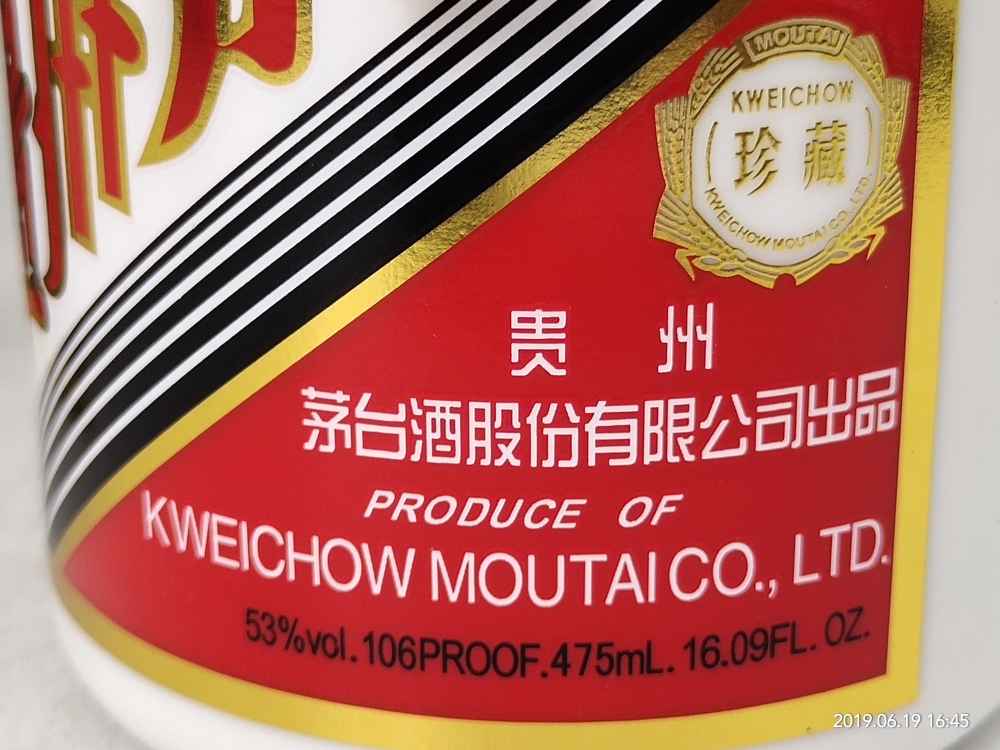 MOUTAI
KWEICHOW
珍藏
KWEICHOW MOUTAI CO., LTD.
贵州
茅台酒股份有限公司出品
PRODUCE OF
KWEICHOW MOUTAI CO., LTD.
53%vol. 106PROOF. 475mL. 16.09FL. OZ.
2019.06.19 16:45